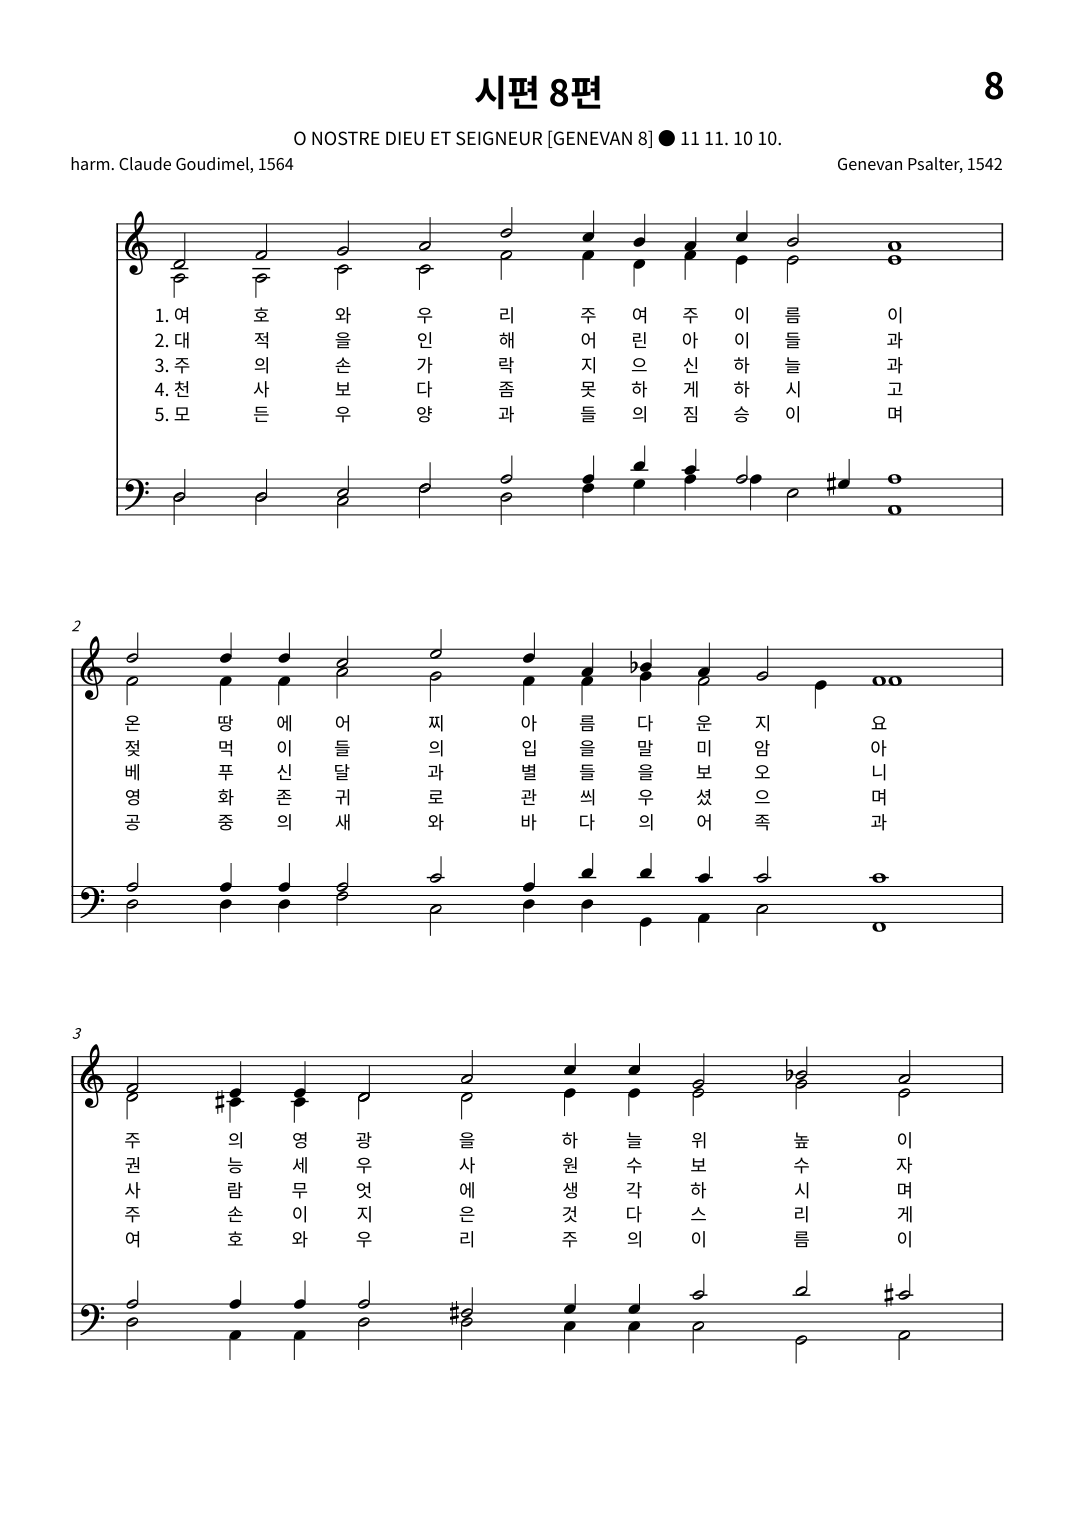 시편 8편
8
O NOSTRE DIEU ET SEIGNEUR [GENEVAN 8] ● 11 11. 10 10.
harm. Claude Goudimel, 1564
Genevan Psalter, 1542
1. 여 호 와 우 리 주 여 주 이 름 이
2. 대 적 을 인 해 어 린 아 이 들 과
3. 주 의 손 가 락 지 으 신 하 늘 과
4. 천 사 보 다 좀 못 하 게 하 시 고
5. 모 든 우 양 과 들 의 짐 승 이 며
2
온 땅 에 어 찌 아 름 다 운 지 요
젖 먹 이 들 의 입 을 말 미 암 아
베 푸 신 달 과 별 들 을 보 오 니
영 화 존 귀 로 관 씌 우 셨 으 며
공 중 의 새 와 바 다 의 어 족 과
3
주 의 영 광 을 하 늘 위 높 이
권 능 세 우 사 원 수 보 수 자
사 람 무 엇 에 생 각 하 시 며
주 손 이 지 은 것 다 스 리 게
여 호 와 우 리 주 의 이 름 이